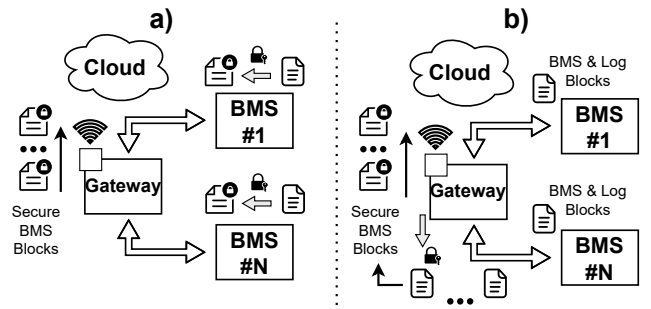 a)
Cloud
BMS
#1
Gateway
Secure
BMS
Blocks
BMS
#N
b)
Cloud
BMS & Log
Blocks
BMS
#1
Gateway
Secure
BMS
Blocks
BMS & Log
Blocks
BMS
#N